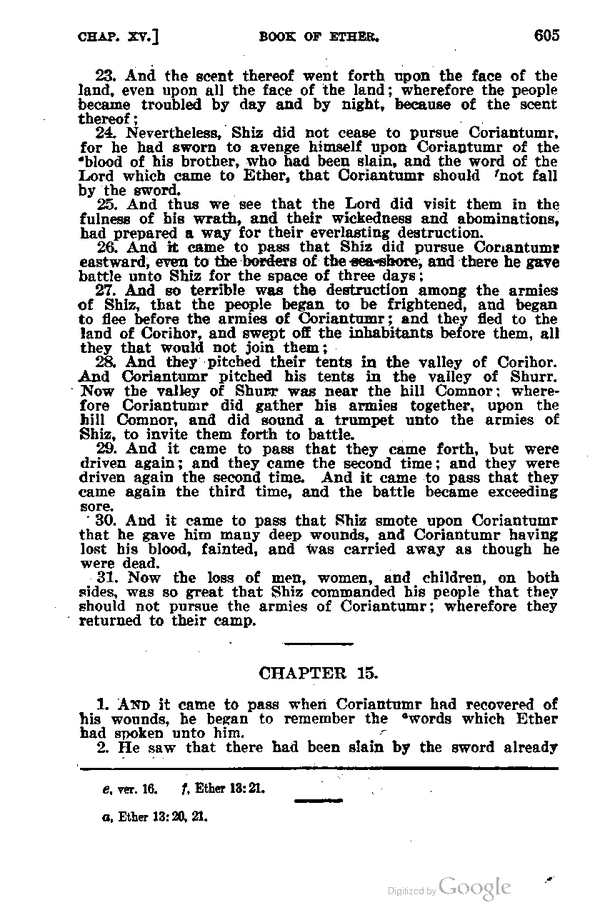 CHAP. XV.] BOOK OF ETHER. 605
23. And the scent thereof went forth upon the face of the
land, even upon all the face of the land; wherefore the people
became troubled by day and by night, because of the scent
thereof;
24. Nevertheless, Shiz did not cease to pursue Coriantumr,
for he had sworn to avenge himself upon Coriantumr of the
ᵉblood of his brother, who had been slain, and the word of the
Lord which came to Ether, that Coriantumr should ᶠnot fall
by the sword.
25. And thus we see that the Lord did visit them in the
fulness of his wrath, and their wickedness and abominations,
had prepared a way for their everlasting destruction.
26. And it came to pass that Shiz did pursue Coriantumr
eastward, even to the borders of the sea-shore, and there he gave
battle unto Shiz for the space of three days;
27. And so terrible was the destruction among the armies
of Shiz, that the people began to be frightened, and began
to flee before the armies of Coriantumr; and they fled to the
land of Corihor, and swept off the inhabitants before them, all
they that would not join them;
28. And they pitched their tents in the valley of Corihor.
And Coriantumr pitched his tents in the valley of Shurr.
Now the valley of Shurr was near the hill Comnor; where-
fore Coriantumr did gather his armies together, upon the
hill Comnor, and did sound a trumpet unto the armies of
Shiz, to invite them forth to battle.
29. And it came to pass that they came forth, but were
driven again; and they came the second time; and they were
driven again the second time. And it came to pass that they
came again the third time, and the battle became exceeding
sore.
30. And it came to pass that Shiz smote upon Coriantumr
that he gave him many deep wounds, and Coriantumr having
lost his blood, fainted, and was carried away as though he
were dead.
31. Now the loss of men, women, and children, on both
sides, was so great that Shiz commanded his people that they
should not pursue the armies of Coriantumr; wherefore they
returned to their camp.
CHAPTER 15.
1. AND it came to pass when Coriantumr had recovered of
his wounds, he began to remember the ᵃwords which Ether
had spoken unto him.
2. He saw that there had been slain by the sword already
e, ver. 16. f, Ether 13:21.
a, Ether 13:20, 21.
Digitized by Google